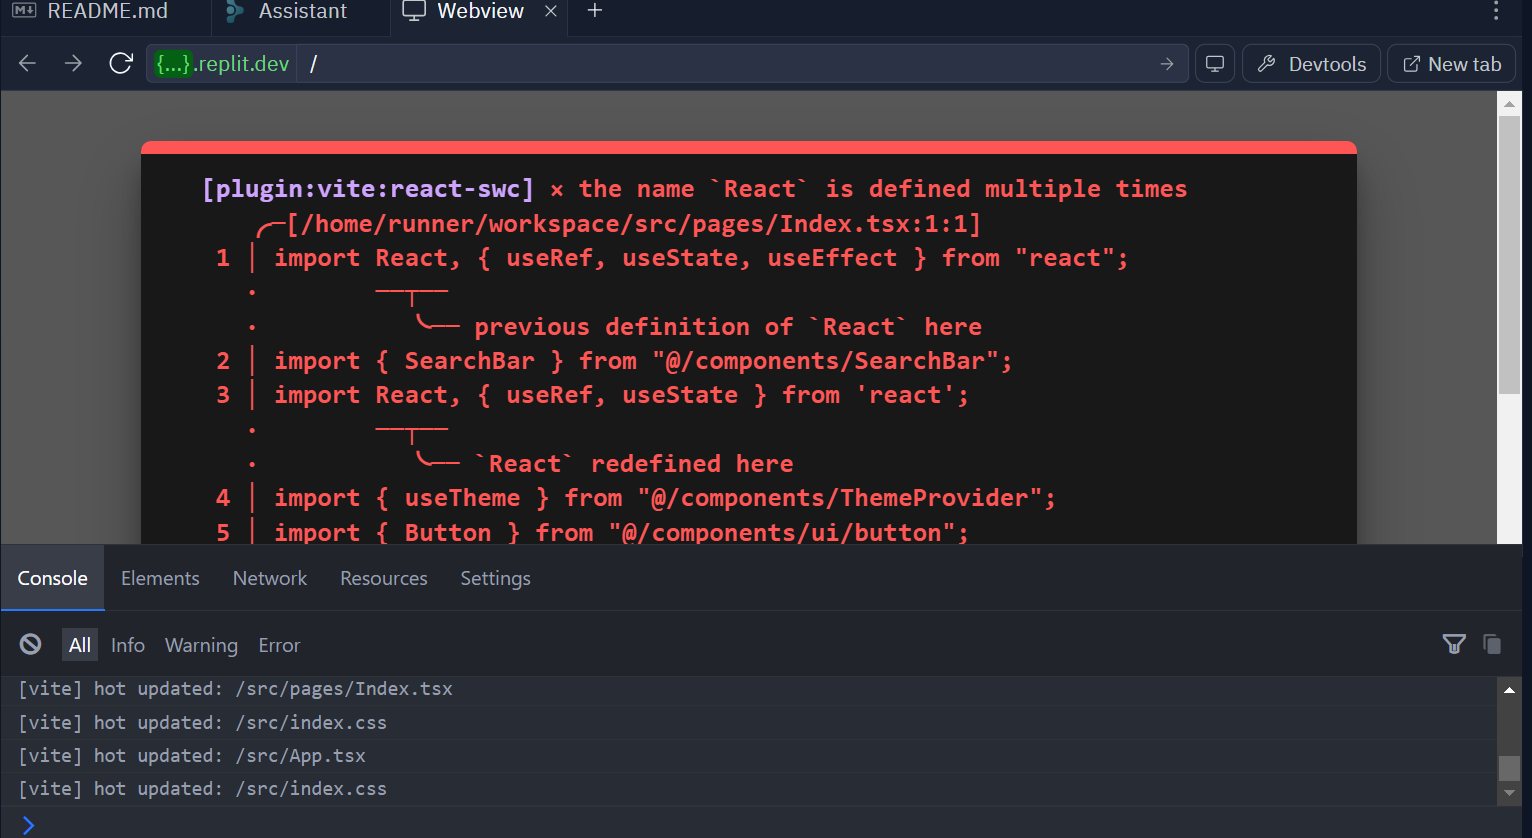 README.md Assistant Webview × +
{...}.replit.dev / Devtools New tab
[plugin:vite:react-swc] × the name `React` is defined multiple times
╭─[/home/runner/workspace/src/pages/Index.tsx:1:1]
1 │ import React, { useRef, useState, useEffect } from "react";
· ──┬──
· ╰── previous definition of `React` here
2 │ import { SearchBar } from "@/components/SearchBar";
3 │ import React, { useRef, useState } from 'react';
· ──┬──
· ╰── `React` redefined here
4 │ import { useTheme } from "@/components/ThemeProvider";
5 │ import { Button } from "@/components/ui/button";
Console Elements Network Resources Settings
All Info Warning Error
[vite] hot updated: /src/pages/Index.tsx
[vite] hot updated: /src/index.css
[vite] hot updated: /src/App.tsx
[vite] hot updated: /src/index.css